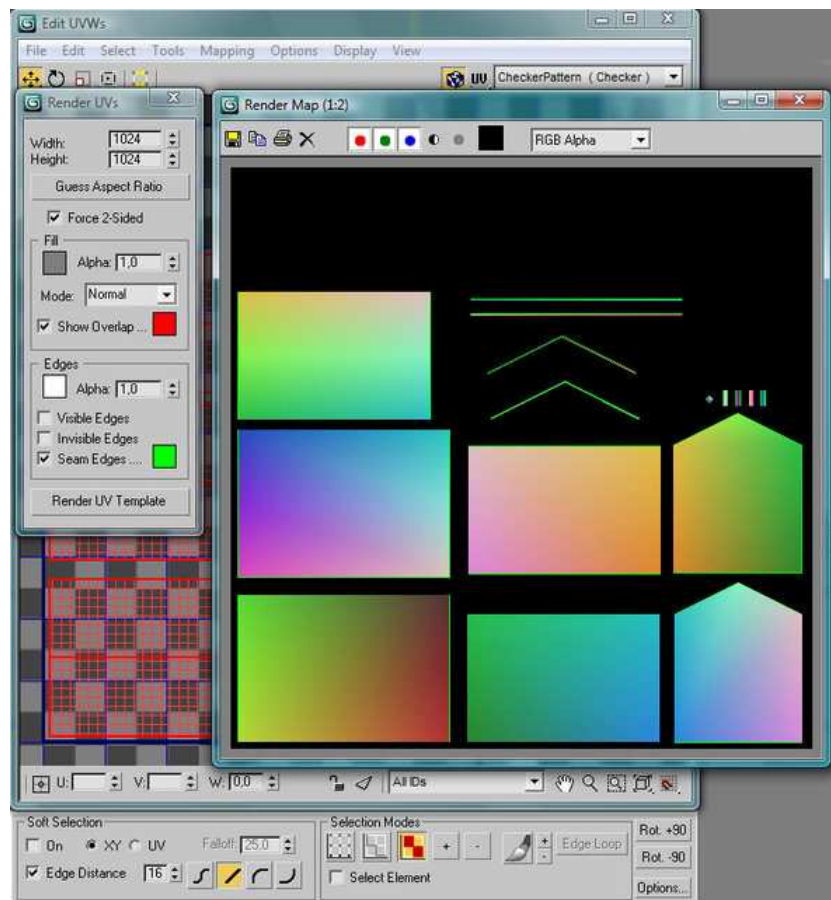 Edit UVWs
File Edit Select Tools Mapping Options Display View
UV CheckerPattern ( Checker )
Render UVs
Width: 1024
Height: 1024
Guess Aspect Ratio
Force 2-Sided
Fill
Alpha: 1,0
Mode: Normal
Show Overlap ...
Edges
Alpha: 1,0
Visible Edges
Invisible Edges
Seam Edges ....
Render UV Template
Render Map (1:2)
RGB Alpha
U: V: W: 0,0 All IDs
Soft Selection
On XY UV Falloff: 25,0
Edge Distance 16
Selection Modes
+ - + - Edge Loop
Select Element
Rot. +90
Rot. -90
Options...